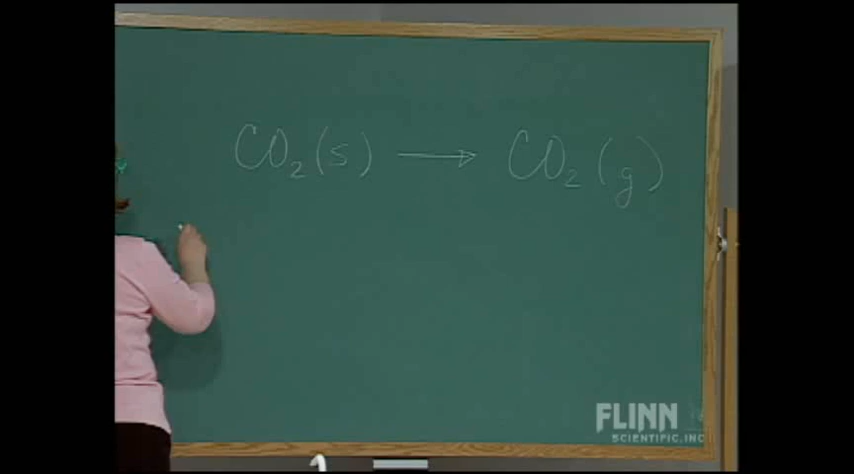 CO₂(s) → CO₂(g)
FLINN
SCIENTIFIC, INC